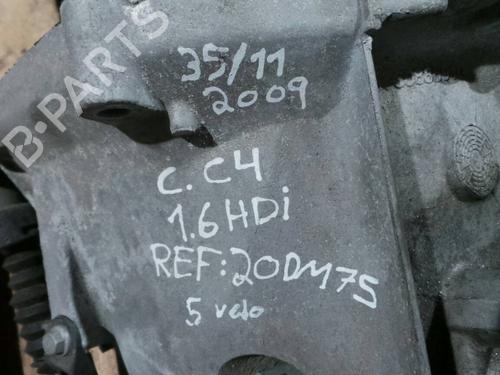 B-PARTS
35/11
2009
C. C4
1.6 HDi
REF: 20DM75
5 velo